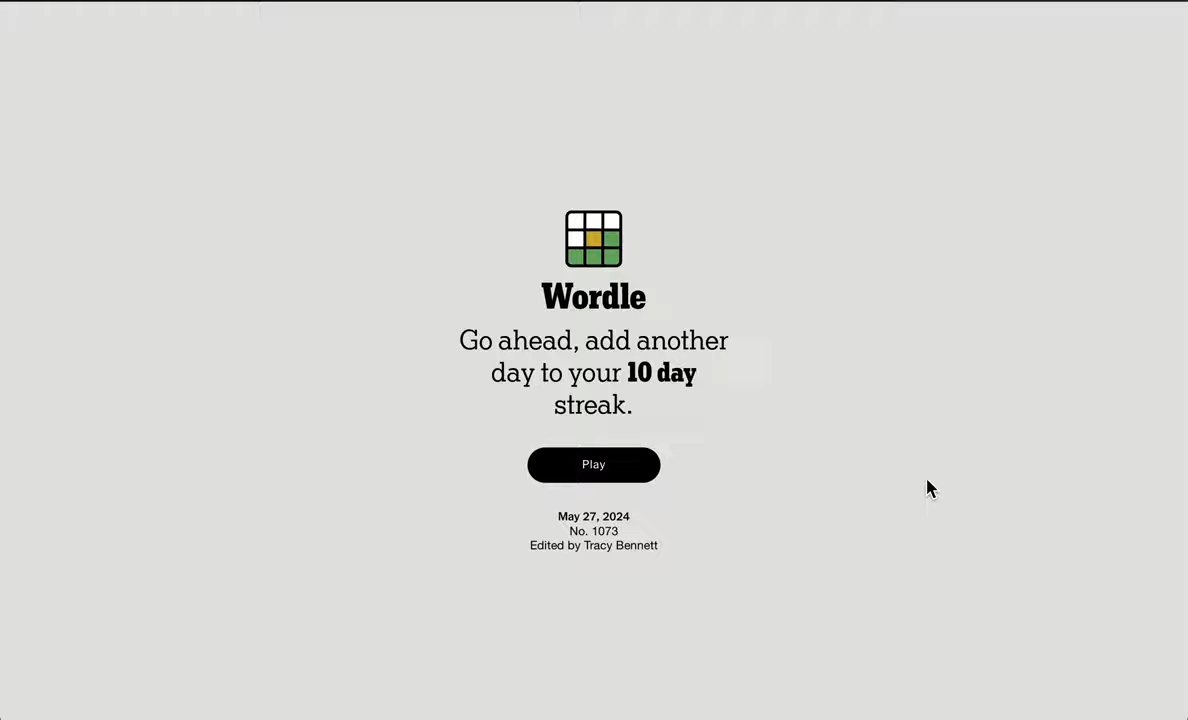 Wordle
Go ahead, add another
day to your 10 day
streak.
Play
May 27, 2024
No. 1073
Edited by Tracy Bennett